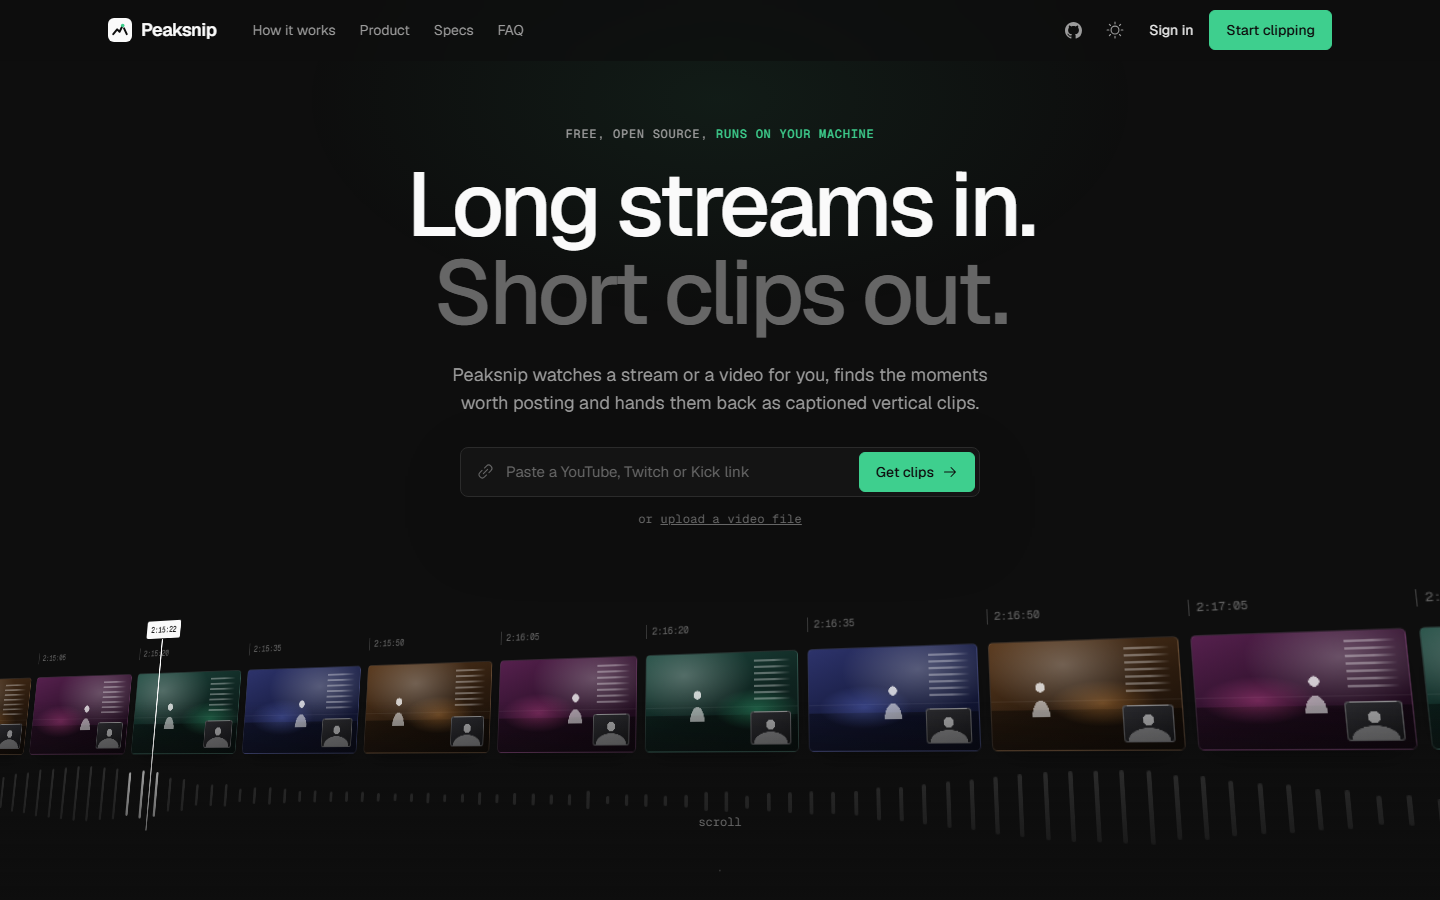 Peaksnip How it works Product Specs FAQ Sign in Start clipping
FREE, OPEN SOURCE, RUNS ON YOUR MACHINE
Long streams in.
Short clips out.
Peaksnip watches a stream or a video for you, finds the moments
worth posting and hands them back as captioned vertical clips.
Paste a YouTube, Twitch or Kick link Get clips
or upload a video file
2:15:22
2:15:05 2:15:35 2:15:50 2:16:05 2:16:20 2:16:35 2:16:50 2:17:05
scroll